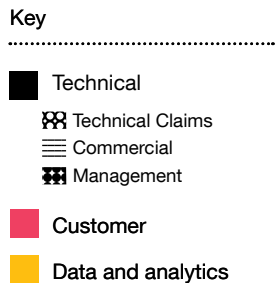 Key
Technical
Technical Claims
Commercial
Management
Customer
Data and analytics